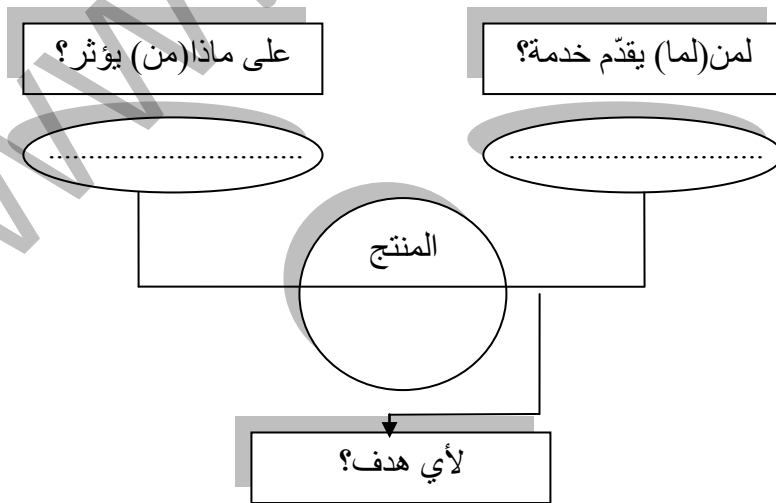 لمن(لما) يقدّم خدمة؟
على ماذا(من) يؤثر؟
..............................
..............................
المنتج
لأي هدف؟